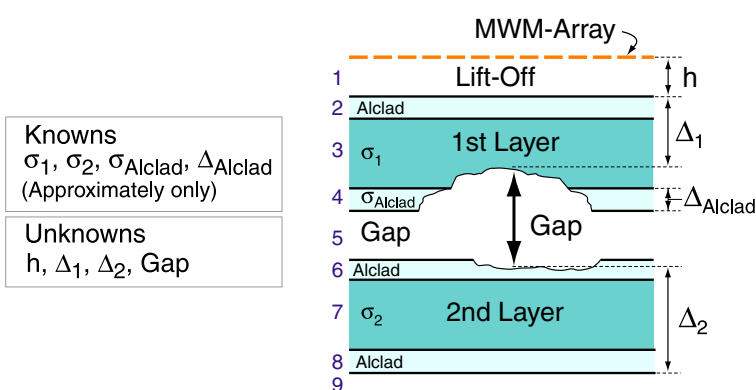 MWM-Array
1
Lift-Off
h
2
Alclad
Δ₁
Knowns
σ₁, σ₂, σAlclad, ΔAlclad
(Approximately only)
3
σ₁
1st Layer
4
σAlclad
ΔAlclad
Unknowns
h, Δ₁, Δ₂, Gap
5
Gap
Gap
6
Alclad
7
σ₂
2nd Layer
Δ₂
8
Alclad
9